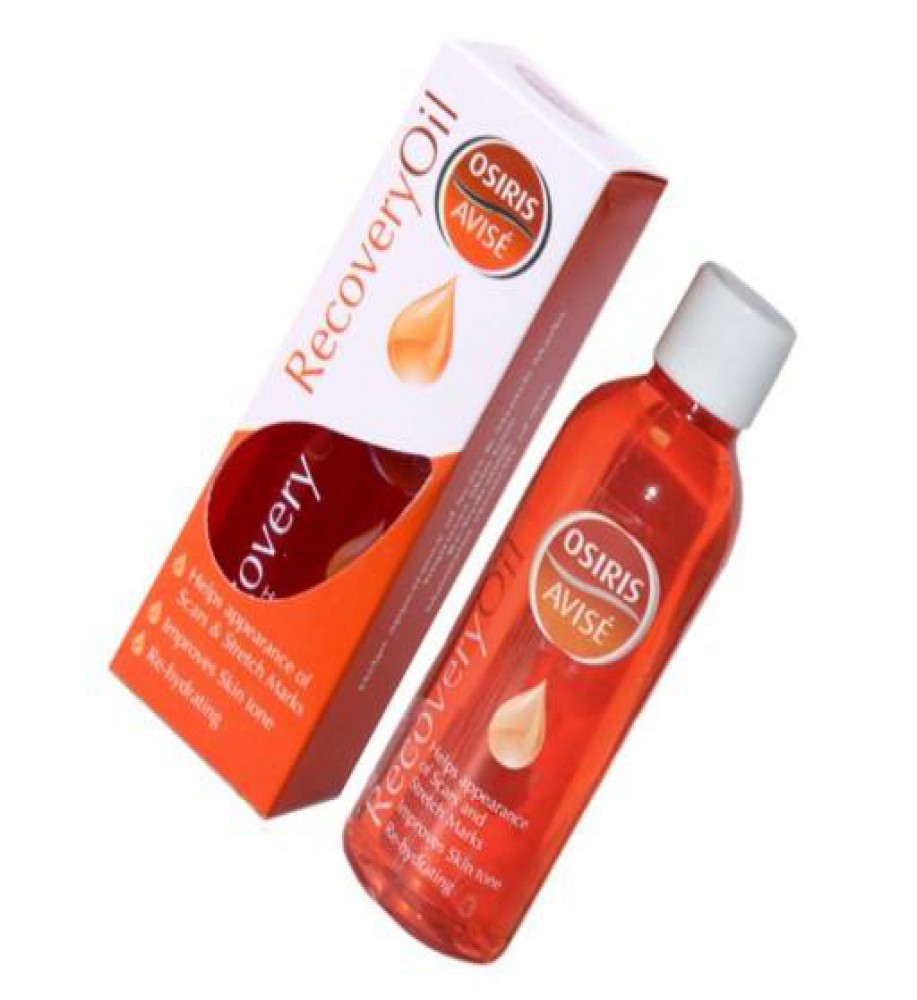 RecoveryOil
OSIRIS
AVISÉ
overy
Helps appearance of
Scars & Stretch Marks
Improves Skin tone
Re-hydrating
OSIRIS
AVISÉ
RecoveryOil
Helps appearance
of Scars and
Stretch Marks
Improves Skin tone
Re-hydrating